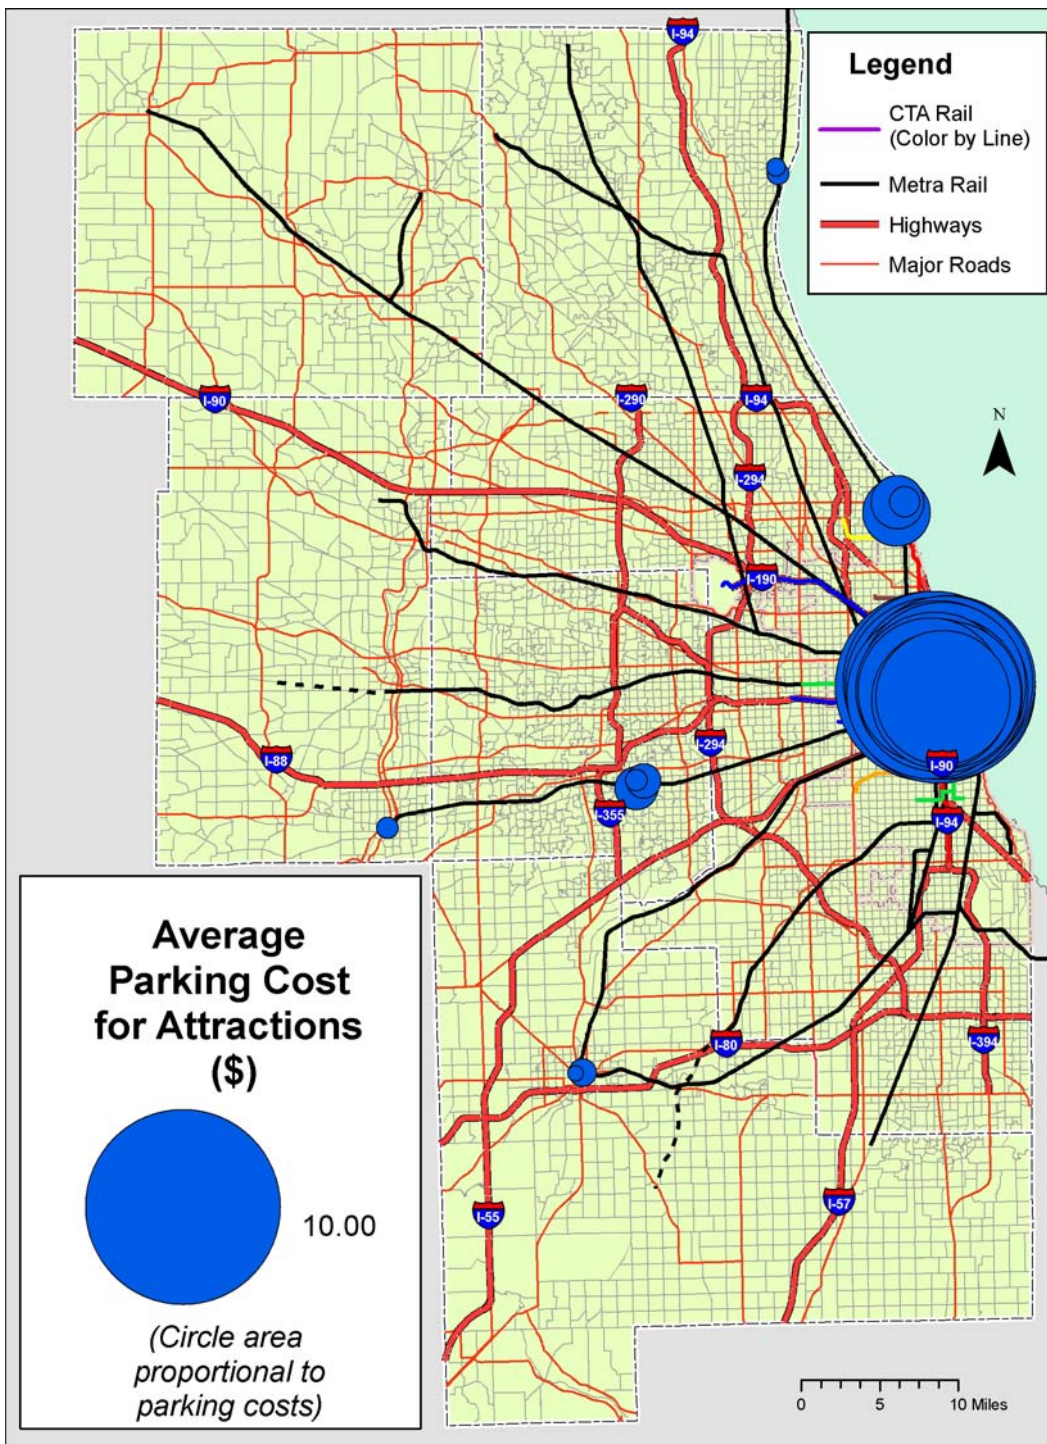 I-94
Legend
CTA Rail
(Color by Line)
Metra Rail
Highways
Major Roads
I-90
I-290
I-94
N
I-294
I-190
I-294
I-88
I-90
I-355
I-94
Average
Parking Cost
for Attractions
($)
10.00
(Circle area
proportional to
parking costs)
I-80
I-394
I-55
I-57
0 5 10 Miles